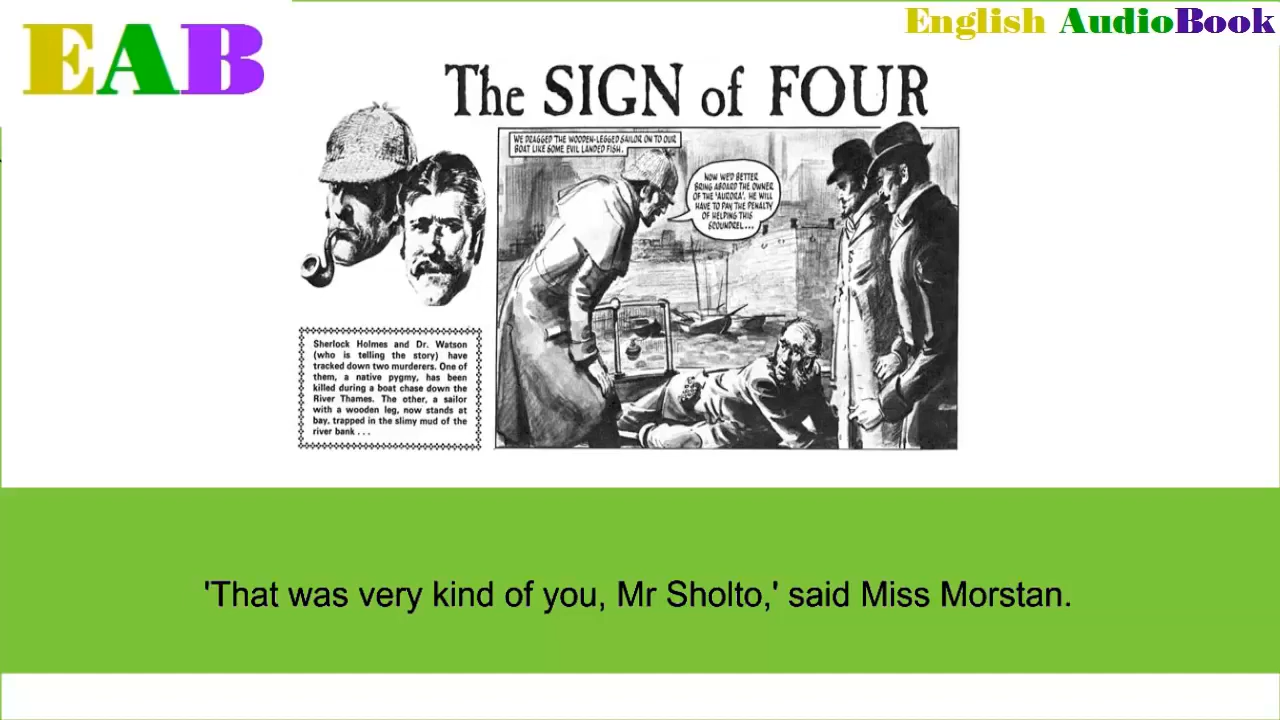 EAB
English AudioBook
The SIGN of FOUR
WE DRAGGED THE WOODEN-LEGGED SAILOR ON TO OUR
BOAT LIKE SOME EVIL LANDED FISH.
NOW WE'D BETTER
BRING ABOARD THE OWNER
OF THE 'AURORA'. HE WILL
HAVE TO PAY THE PENALTY
OF HELPING THIS
SCOUNDREL...
Sherlock Holmes and Dr. Watson
(who is telling the story) have
tracked down two murderers. One of
them, a native pygmy, has been
killed during a boat chase down the
River Thames. The other, a sailor
with a wooden leg, now stands at
bay, trapped in the slimy mud of the
river bank . . .
'That was very kind of you, Mr Sholto,' said Miss Morstan.